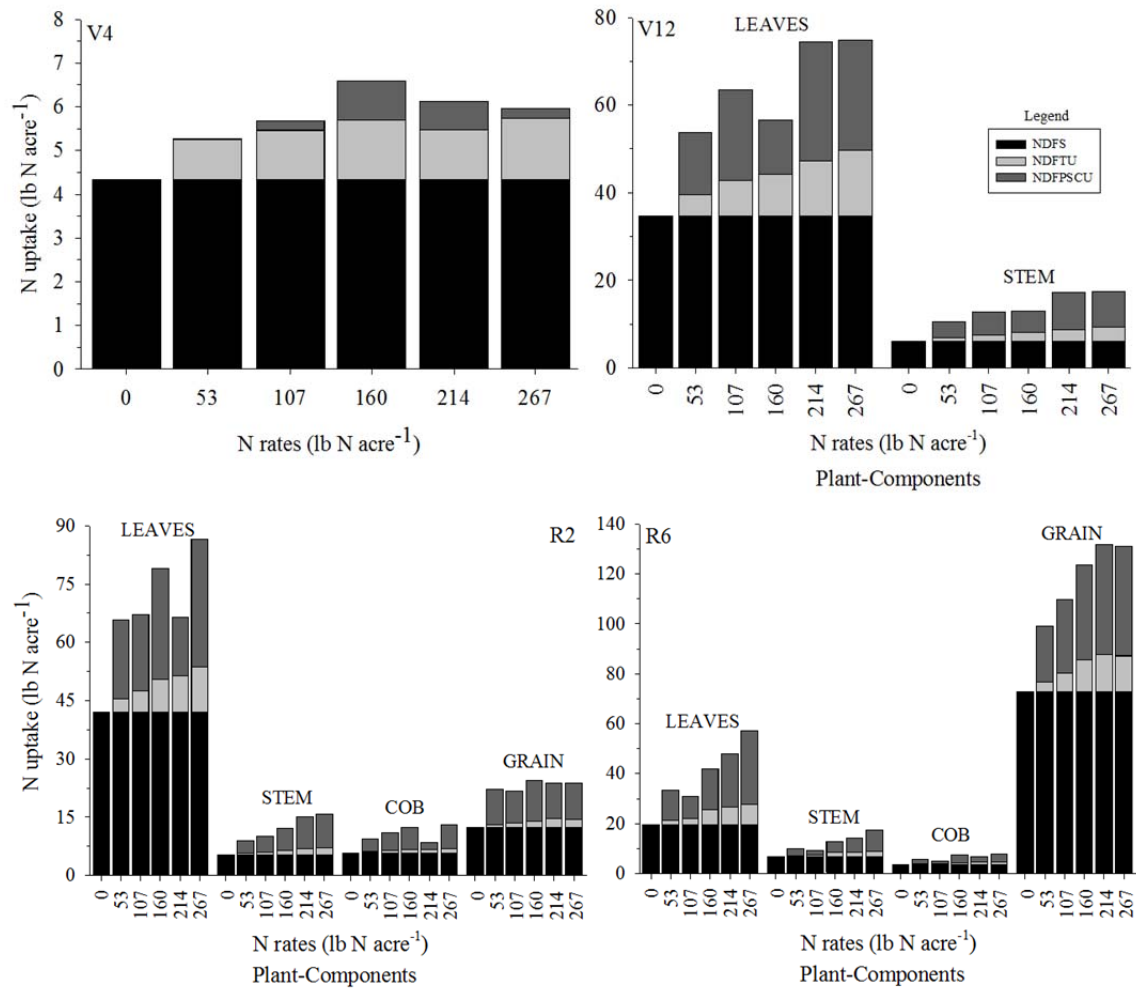 V4
8
7
6
5
4
3
2
1
0
N uptake (lb N acre⁻¹)
0 53 107 160 214 267
N rates (lb N acre⁻¹)
V12
LEAVES
80
60
40
20
0
STEM
Legend
NDFS
NDFTU
NDFPSCU
0 53 107 160 214 267 0 53 107 160 214 267
N rates (lb N acre⁻¹)
Plant-Components
R2
LEAVES
90
75
60
45
30
15
0
N uptake (lb N acre⁻¹)
STEM
COB
GRAIN
0 53 107 160 214 267 0 53 107 160 214 267 0 53 107 160 214 267 0 53 107 160 214 267
N rates (lb N acre⁻¹)
Plant-Components
R6
140
120
100
80
60
40
20
0
LEAVES
STEM
COB
GRAIN
0 53 107 160 214 267 0 53 107 160 214 267 0 53 107 160 214 267 0 53 107 160 214 267
N rates (lb N acre⁻¹)
Plant-Components